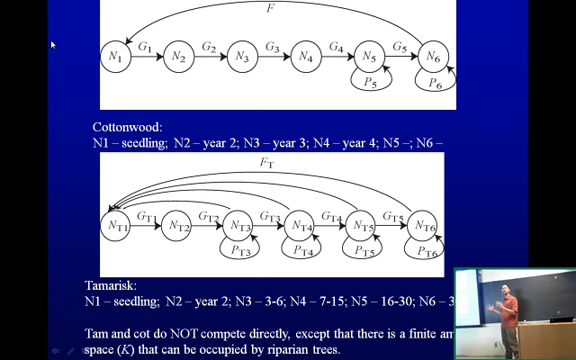 F
G1 G2 G3 G4 G5
N1 N2 N3 N4 N5 N6
P5 P6
Cottonwood:
N1 – seedling; N2 – year 2; N3 – year 3; N4 – year 4; N5 –; N6 –
FT
GT1 GT2 GT3 GT4 GT5
NT1 NT2 NT3 NT4 NT5 NT6
PT3 PT4 PT5 PT6
Tamarisk:
N1 – seedling; N2 – year 2; N3 – 3-6; N4 – 7-15; N5 – 16-30; N6 – 3
Tam and cot do NOT compete directly, except that there is a finite am
space (K) that can be occupied by riparian trees.